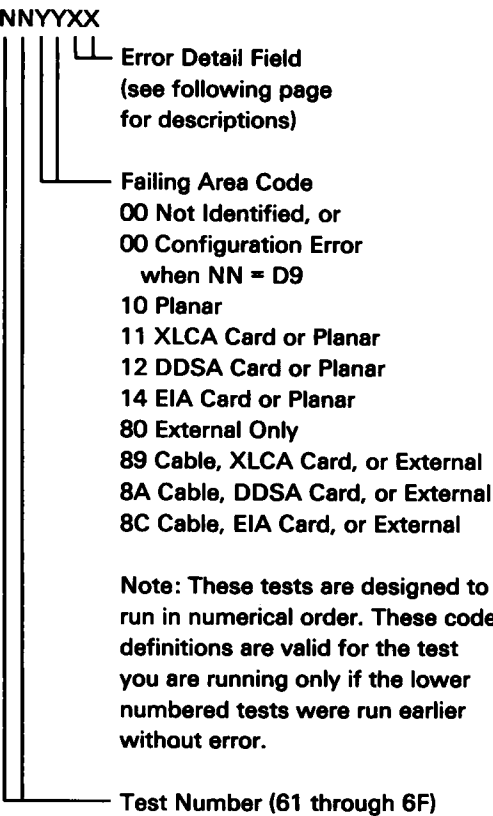 NNYYXX
Error Detail Field
(see following page
for descriptions)
Failing Area Code
00 Not Identified, or
00 Configuration Error
when NN = D9
10 Planar
11 XLCA Card or Planar
12 DDSA Card or Planar
14 EIA Card or Planar
80 External Only
89 Cable, XLCA Card, or External
8A Cable, DDSA Card, or External
8C Cable, EIA Card, or External
Note: These tests are designed to
run in numerical order. These code
definitions are valid for the test
you are running only if the lower
numbered tests were run earlier
without error.
Test Number (61 through 6F)